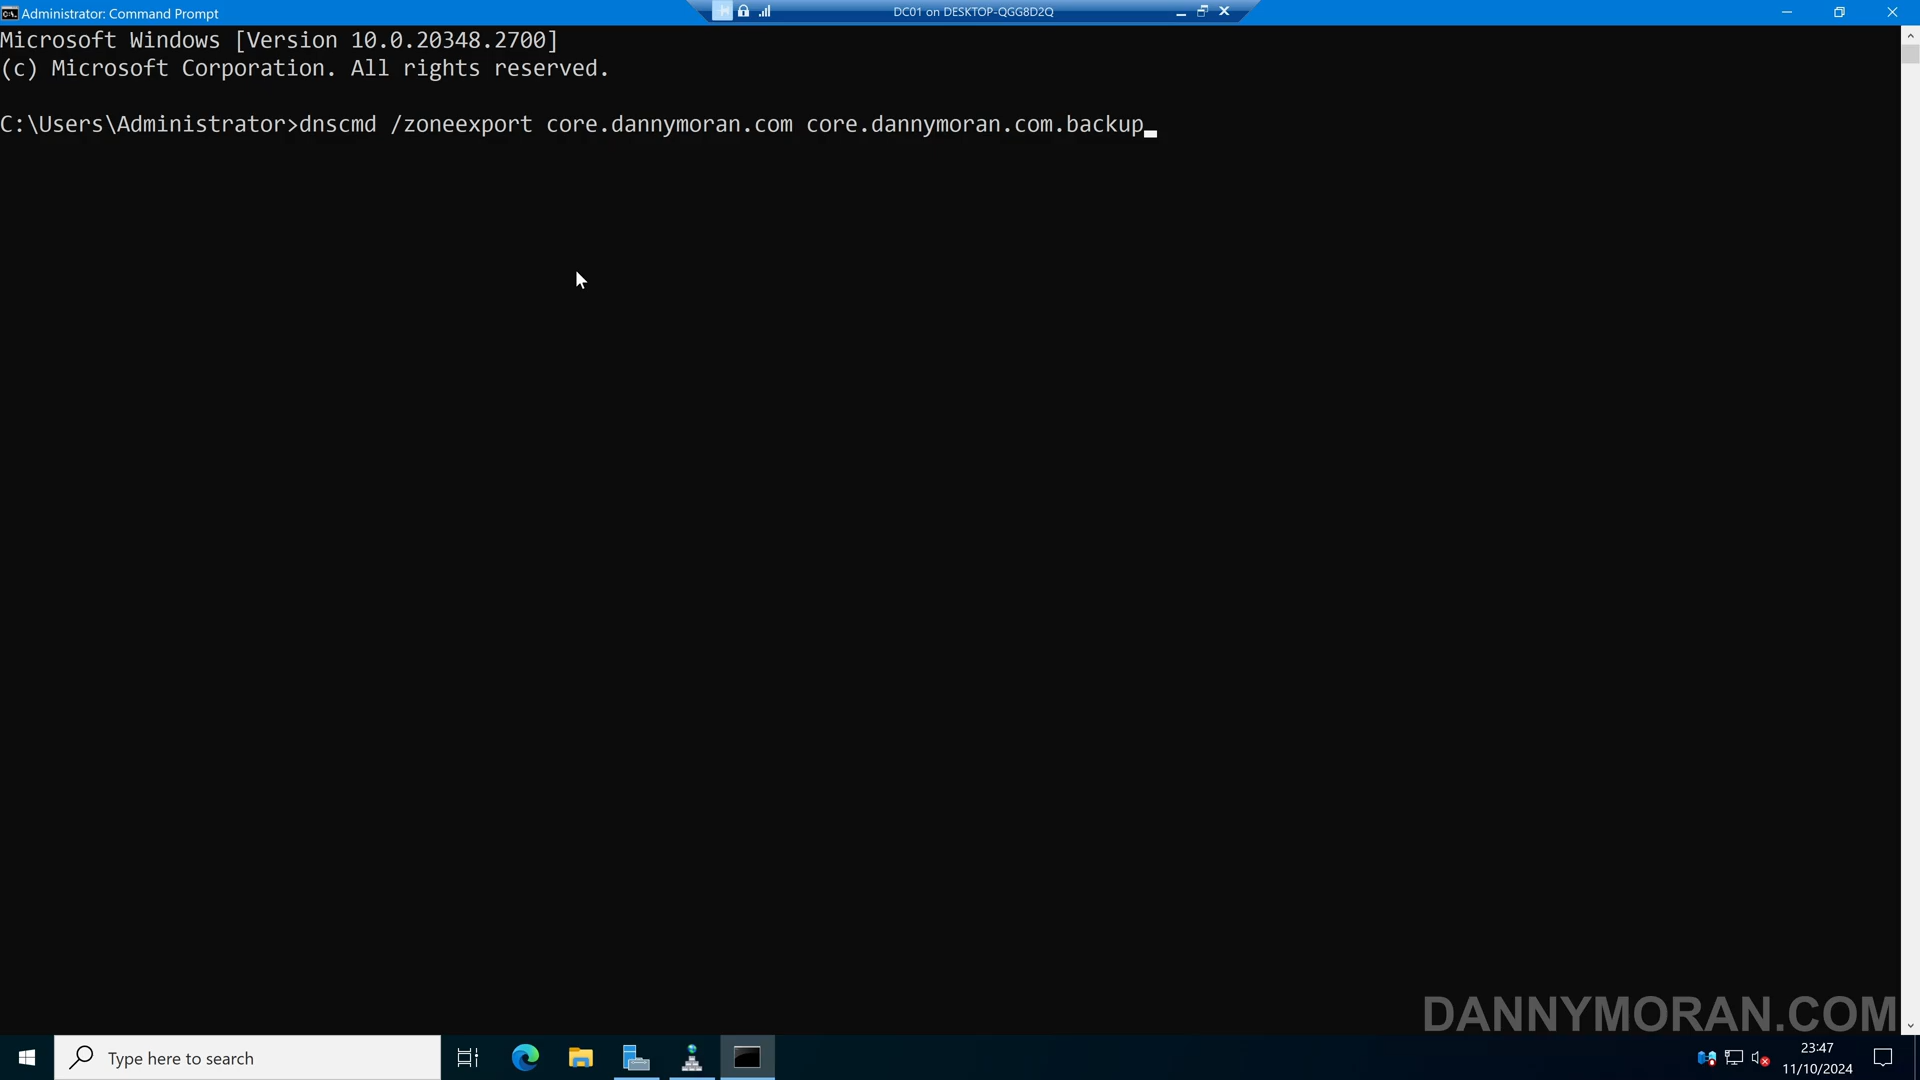 Administrator: Command Prompt
DC01 on DESKTOP-QGG8D2Q
Microsoft Windows [Version 10.0.20348.2700]
(c) Microsoft Corporation. All rights reserved.
C:\Users\Administrator>dnscmd /zoneexport core.dannymoran.com core.dannymoran.com.backup
DANNYMORAN.COM
Type here to search
23:47
11/10/2024